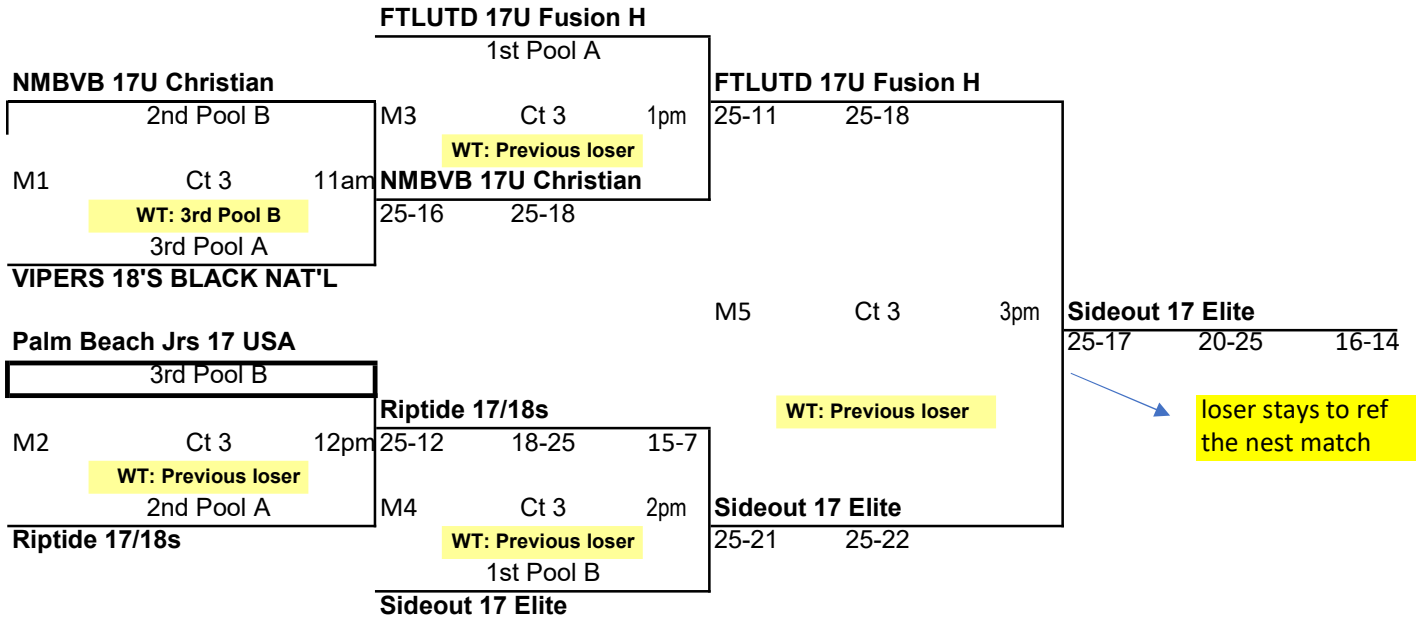 FTLUTD 17U Fusion H
1st Pool A
NMBVB 17U Christian
FTLUTD 17U Fusion H
2nd Pool B
M3 Ct 3 1pm
25-11 25-18
WT: Previous loser
M1 Ct 3 11am
NMBVB 17U Christian
WT: 3rd Pool B
25-16 25-18
3rd Pool A
VIPERS 18'S BLACK NAT'L
M5 Ct 3 3pm
Sideout 17 Elite
Palm Beach Jrs 17 USA
25-17 20-25 16-14
3rd Pool B
Riptide 17/18s
WT: Previous loser
loser stays to ref
the nest match
M2 Ct 3 12pm
25-12 18-25 15-7
WT: Previous loser
2nd Pool A
M4 Ct 3 2pm
Sideout 17 Elite
Riptide 17/18s
WT: Previous loser
25-21 25-22
1st Pool B
Sideout 17 Elite